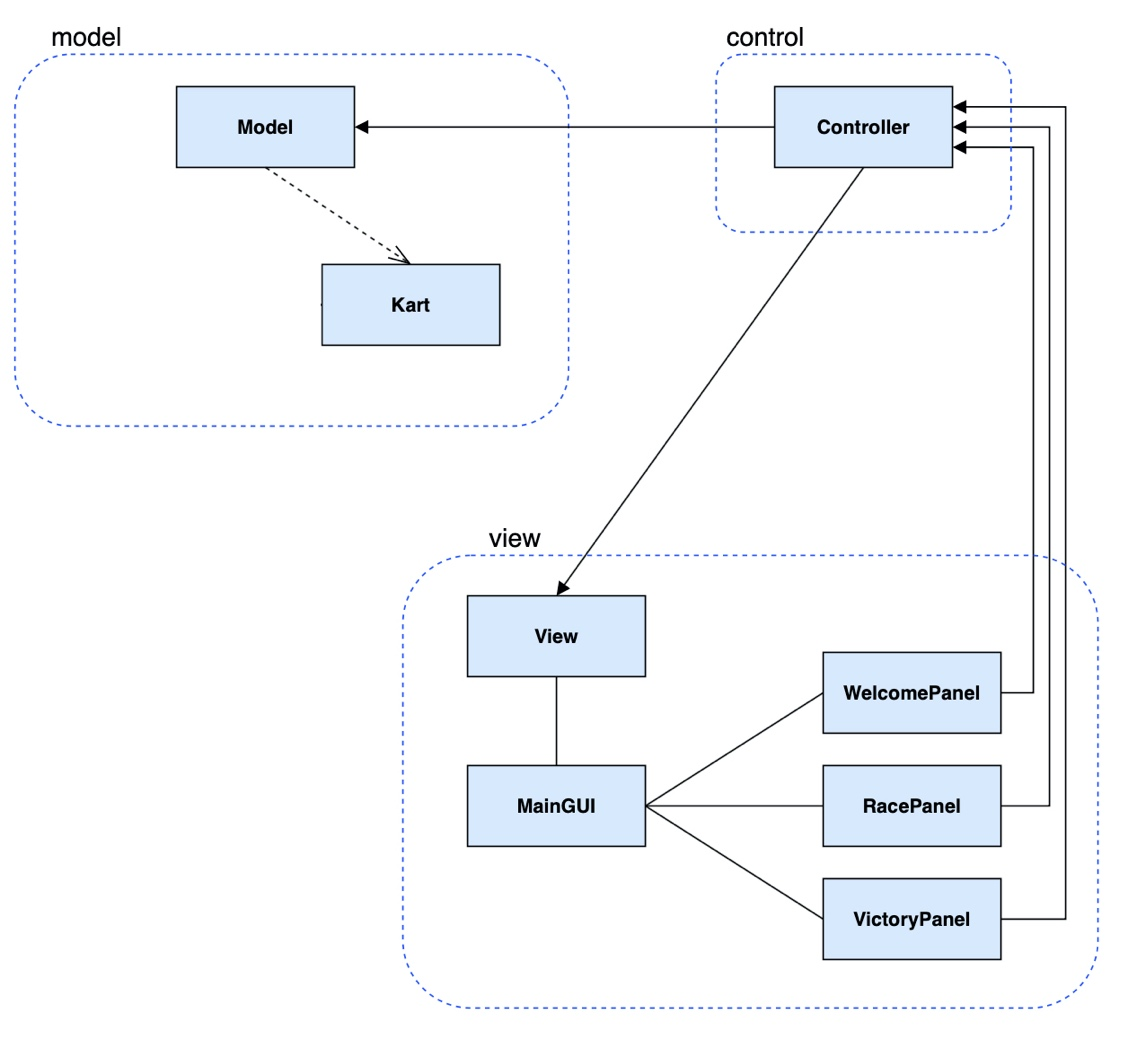 model
control
Model
Controller
Kart
view
View
WelcomePanel
MainGUI
RacePanel
VictoryPanel